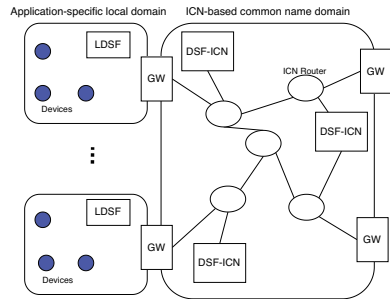 Application-specific local domain
ICN-based common name domain
LDSF
Devices
GW
DSF-ICN
ICN Router
GW
DSF-ICN
...
LDSF
Devices
GW
DSF-ICN
GW